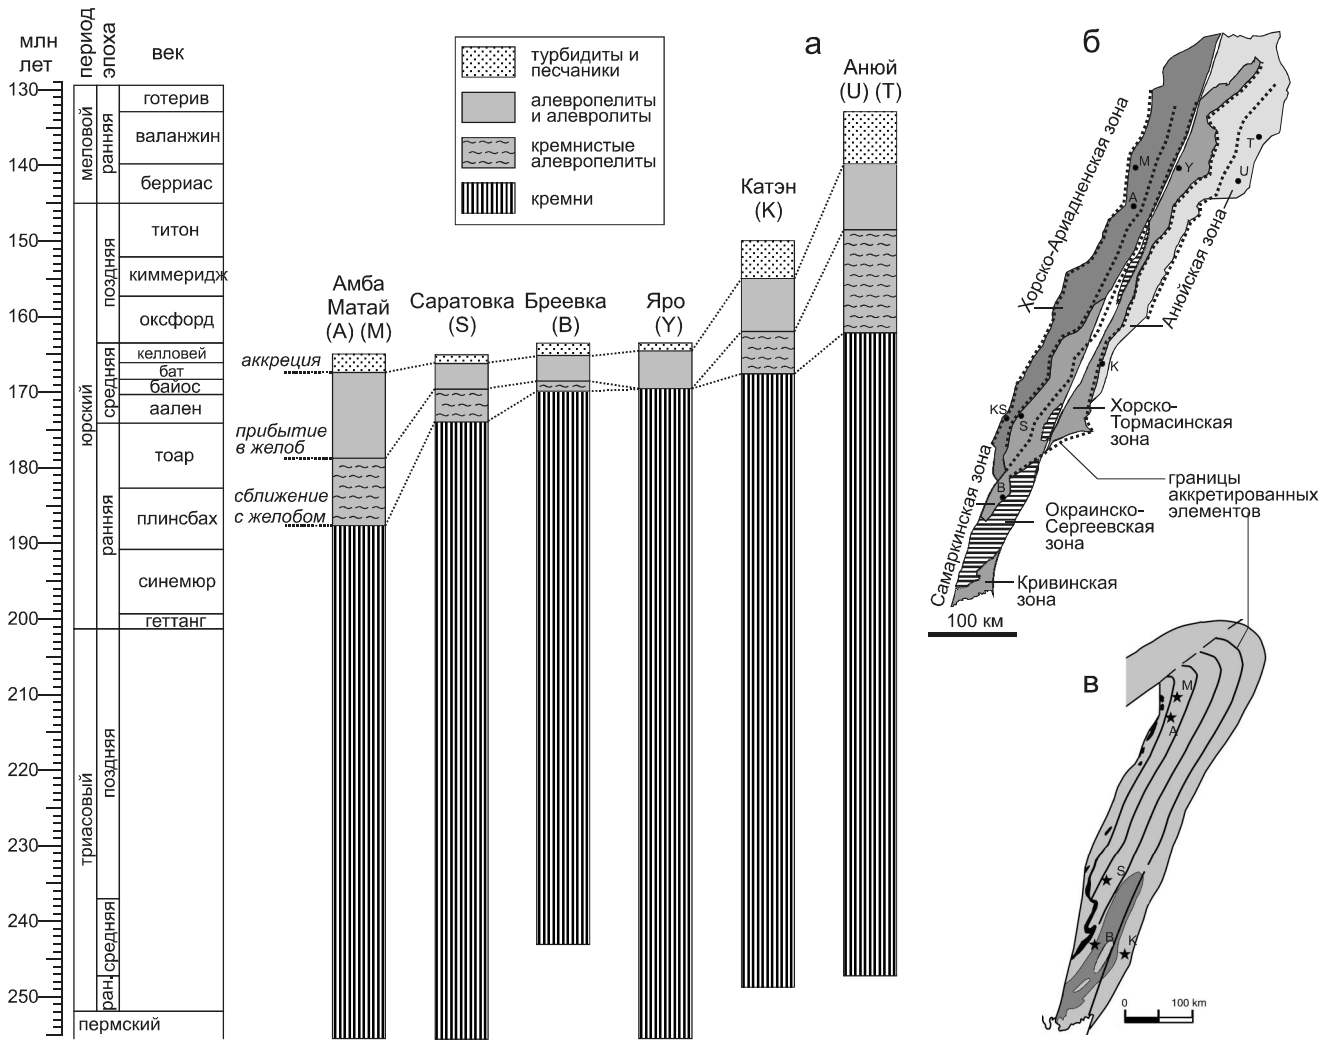 млн
лет
период
эпоха
век
130
140
150
160
170
180
190
200
210
220
230
240
250
меловой
ранняя
готерив
валанжин
берриас
юрский
поздняя
титон
киммеридж
оксфорд
средняя
келловей
бат
байос
аален
ранняя
тоар
плинсбах
синемюр
геттанг
триасовый
поздняя
средняя
ран.
пермский
турбидиты и
песчаники
алевропелиты
и алевролиты
кремнистые
алевропелиты
кремни
а
аккреция
прибытие
в желоб
сближение
с желобом
Амба
Матай
(A) (M)
Саратовка
(S)
Бреевка
(B)
Яро
(Y)
Катэн
(K)
Анюй
(U) (T)
б
Хорско-Ариадненская зона
M
A
Y
T
U
K
KS
S
B
Анюйская зона
Хорско-
Тормасинская
зона
границы
аккретированных
элементов
Самаркинская зона
Окраинско-
Сергеевская
зона
Кривинская
зона
100 км
в
M
A
S
B
K
0
100 km